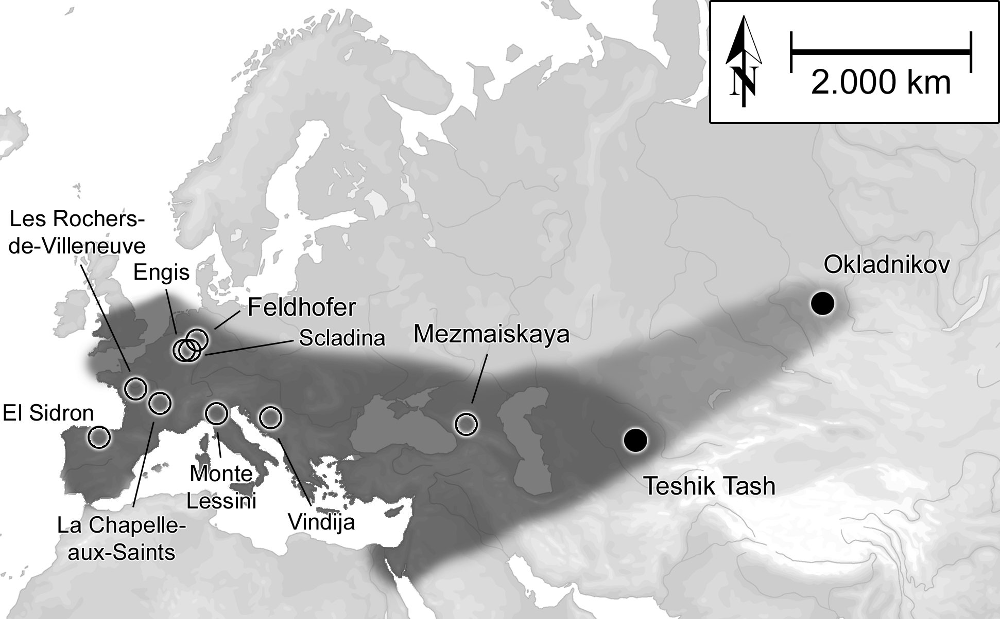 N
2.000 km
Les Rochers-
de-Villeneuve
Engis
Okladnikov
Feldhofer
Scladina
Mezmaiskaya
El Sidron
Monte
Lessini
Teshik Tash
Vindija
La Chapelle-
aux-Saints